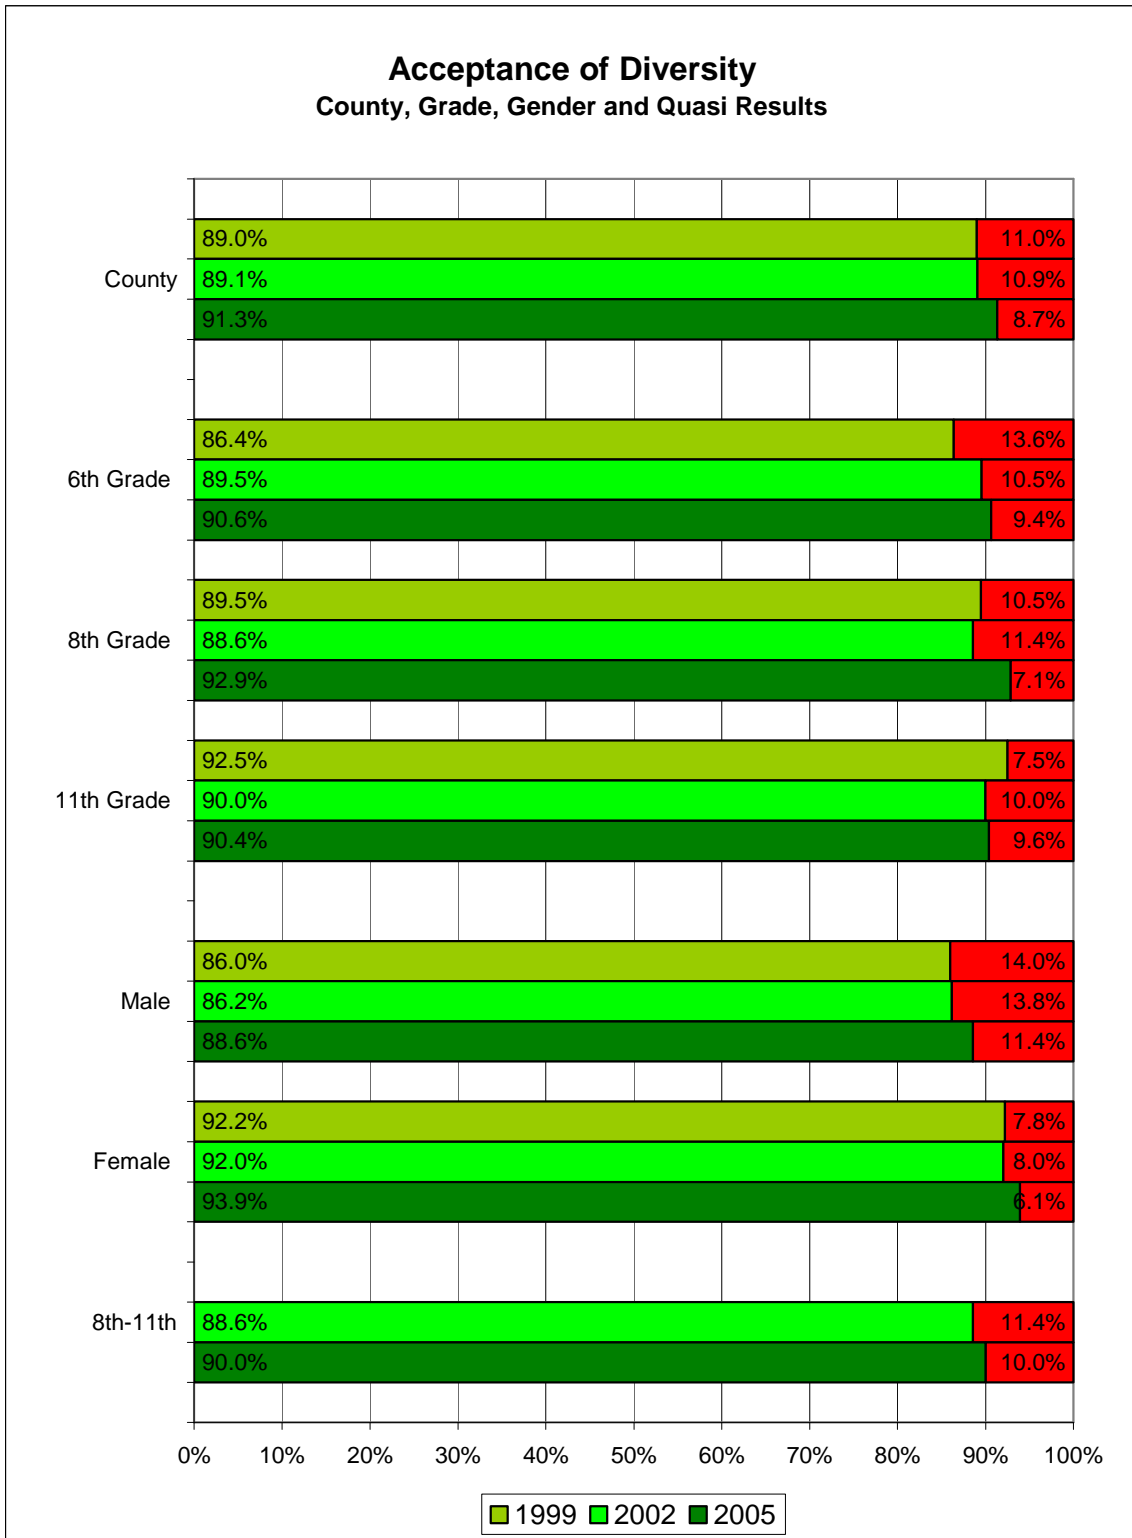 Acceptance of Diversity
County, Grade, Gender and Quasi Results
89.0% 11.0%
County 89.1% 10.9%
91.3% 8.7%
86.4% 13.6%
6th Grade 89.5% 10.5%
90.6% 9.4%
89.5% 10.5%
8th Grade 88.6% 11.4%
92.9% 7.1%
92.5% 7.5%
11th Grade 90.0% 10.0%
90.4% 9.6%
86.0% 14.0%
Male 86.2% 13.8%
88.6% 11.4%
92.2% 7.8%
Female 92.0% 8.0%
93.9% 6.1%
8th-11th 88.6% 11.4%
90.0% 10.0%
0% 10% 20% 30% 40% 50% 60% 70% 80% 90% 100%
1999 2002 2005